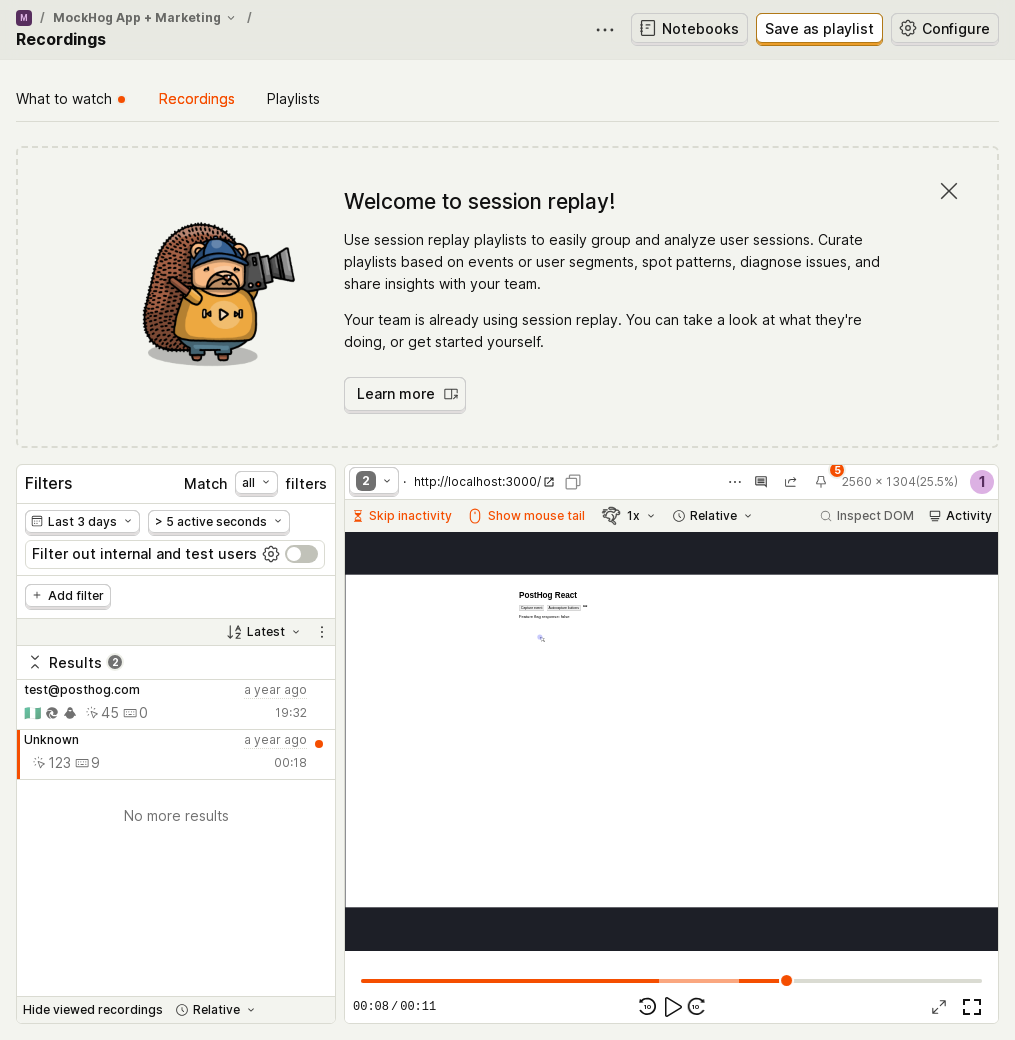 M / MockHog App + Marketing /
Recordings
Notebooks
Save as playlist
Configure
What to watch
Recordings
Playlists
Welcome to session replay!
Use session replay playlists to easily group and analyze user sessions. Curate
playlists based on events or user segments, spot patterns, diagnose issues, and
share insights with your team.
Your team is already using session replay. You can take a look at what they're
doing, or get started yourself.
Learn more
Filters
Match all filters
Last 3 days
> 5 active seconds
Filter out internal and test users
+ Add filter
Latest
Results 2
test@posthog.com a year ago
45 0 19:32
Unknown a year ago
123 9 00:18
No more results
Hide viewed recordings
Relative
2 · http://localhost:3000/
5
2560 × 1304(25.5%)
1
Skip inactivity
Show mouse tail
1x
Relative
Inspect DOM
Activity
PostHog React
Capture event
Autocapture buttons
Feature flag response: false
00:08 / 00:11
10
10